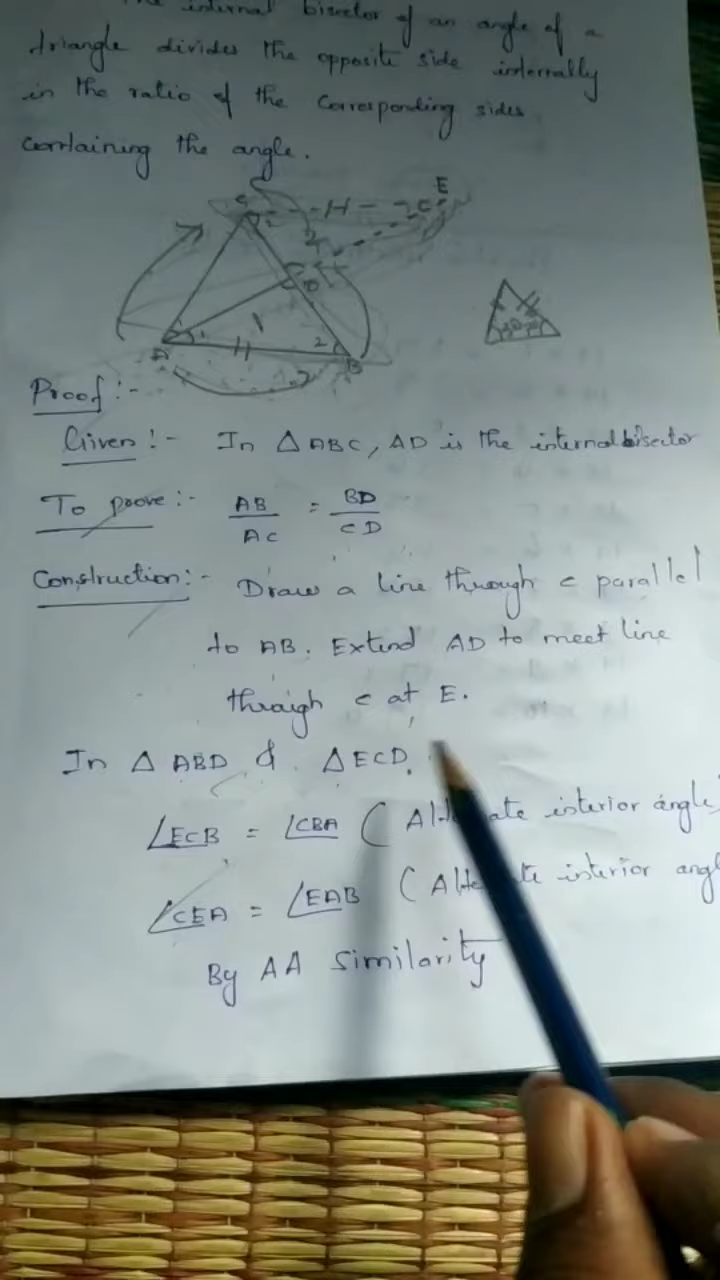 internal bisector of an angle of a
triangle divides the opposite side internally
in the ratio of the corresponding sides
containing the angle.
E
C
D
1
2
A
B
Proof:-
Given:- In △ ABC, AD is the internal bisector
To proove:- AB/AC = BD/CD
Construction:- Draw a line through c parallel
to AB. Extend AD to meet line
through c at E.
In △ ABD & △ ECD.
∠ECB = ∠CBA ( Alternate interior angle
∠CEA = ∠EAB ( Alternate interior
By AA similarity